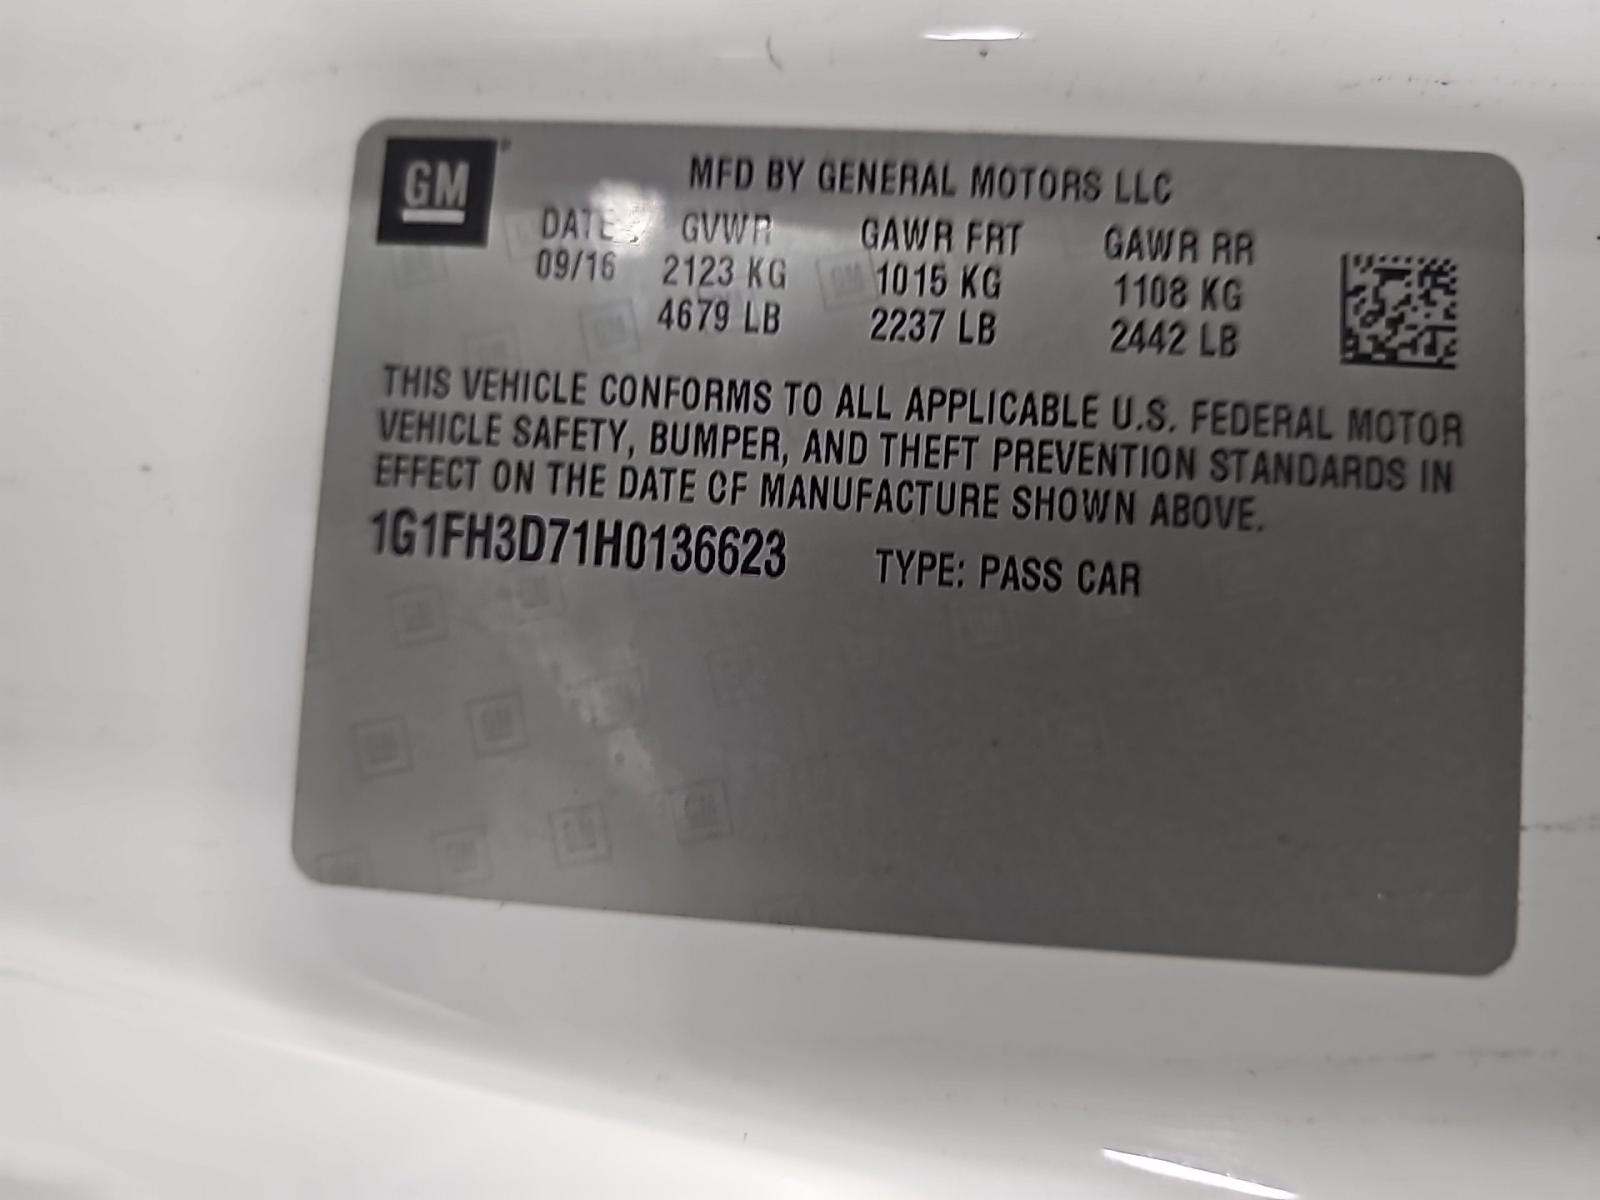 GM
MFD BY GENERAL MOTORS LLC
DATE GVWR GAWR FRT GAWR RR
09/16 2123 KG 1015 KG 1108 KG
4679 LB 2237 LB 2442 LB
THIS VEHICLE CONFORMS TO ALL APPLICABLE U.S. FEDERAL MOTOR
VEHICLE SAFETY, BUMPER, AND THEFT PREVENTION STANDARDS IN
EFFECT ON THE DATE OF MANUFACTURE SHOWN ABOVE.
1G1FH3D71H0136623 TYPE: PASS CAR